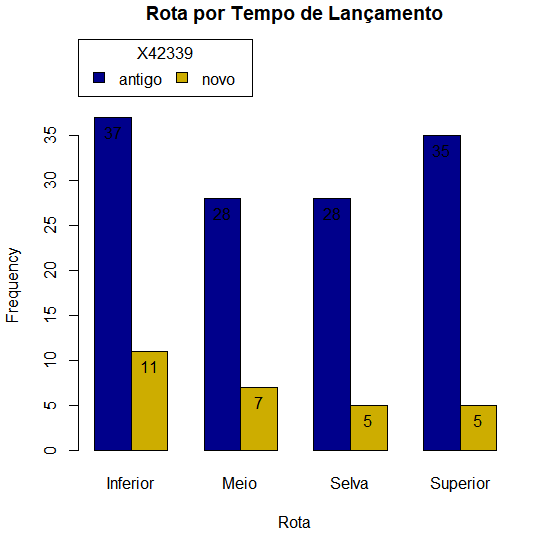 Rota por Tempo de Lançamento
X42339
antigo novo
Frequency
35
30
25
20
15
10
5
0
37
11
28
7
28
5
35
5
Inferior Meio Selva Superior
Rota